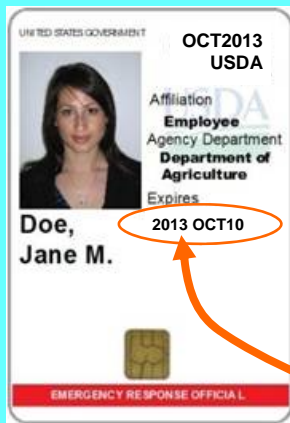 UNITED STATES GOVERNMENT
OCT2013
USDA
Affiliation
Employee
Agency Department
Department of
Agriculture
Expires
2013 OCT10
Doe,
Jane M.
EMERGENCY RESPONSE OFFICIAL
USDA